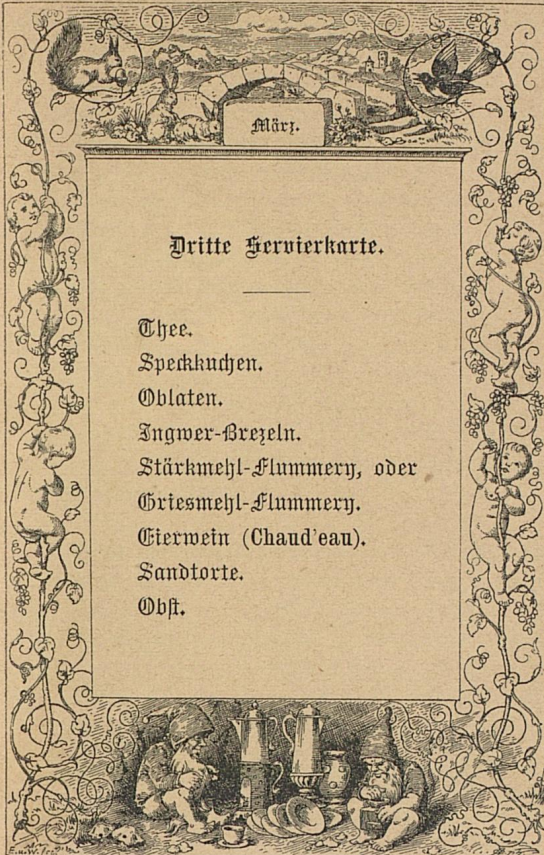 März.
Dritte Servierkarte.
Thee.
Speckkuchen.
Oblaten.
Ingwer-Brezeln.
Stärkmehl-Flummery, oder
Griesmehl-Flummery.
Eierwein (Chaud'eau).
Sandtorte.
Obst.